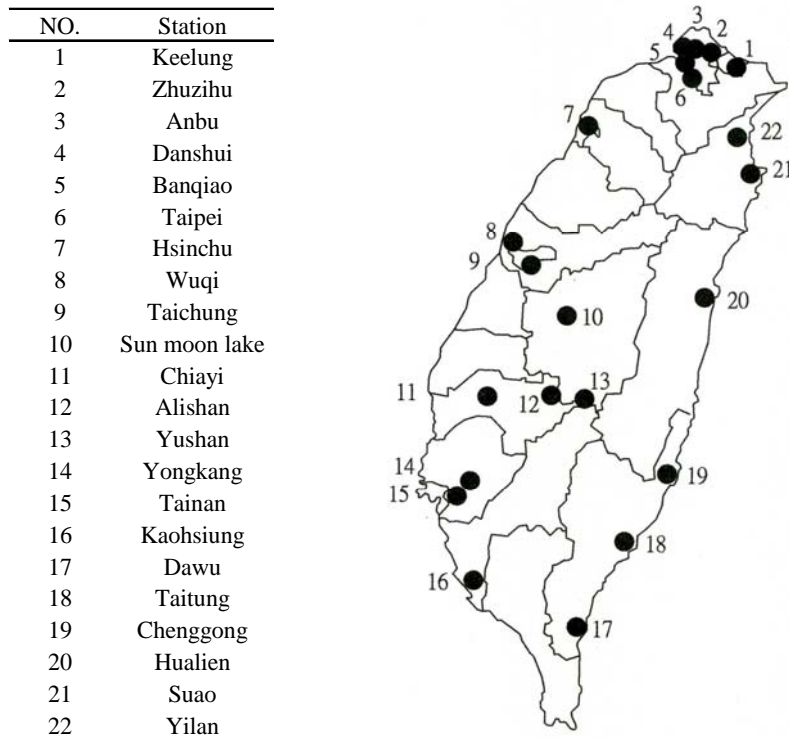 NO. Station
1 Keelung
2 Zhuzihu
3 Anbu
4 Danshui
5 Banqiao
6 Taipei
7 Hsinchu
8 Wuqi
9 Taichung
10 Sun moon lake
11 Chiayi
12 Alishan
13 Yushan
14 Yongkang
15 Tainan
16 Kaohsiung
17 Dawu
18 Taitung
19 Chenggong
20 Hualien
21 Suao
22 Yilan
3
4 2
5 1
6
7
22
21
8
9
20
10
11 12 13
14
15
19
18
16
17